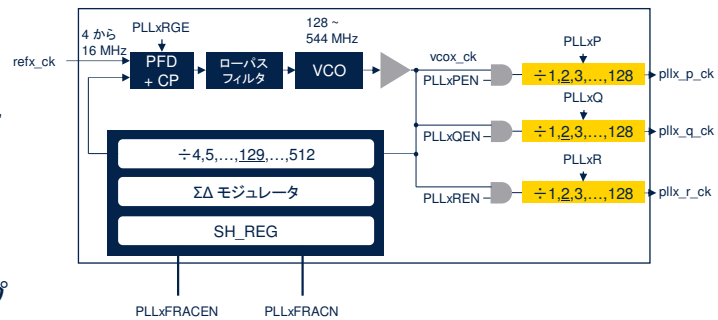 4 から
16 MHz
PLLxRGE
128 ~
544 MHz
refx_ck
PFD
+ CP
ローパス
フィルタ
VCO
vcox_ck
PLLxP
PLLxPEN
÷1,2,3,…,128
pllx_p_ck
PLLxQ
PLLxQEN
÷1,2,3,…,128
pllx_q_ck
PLLxR
PLLxREN
÷1,2,3,…,128
pllx_r_ck
÷4,5,…,129,…,512
ΣΔ モジュレータ
SH_REG
PLLxFRACEN
PLLxFRACN